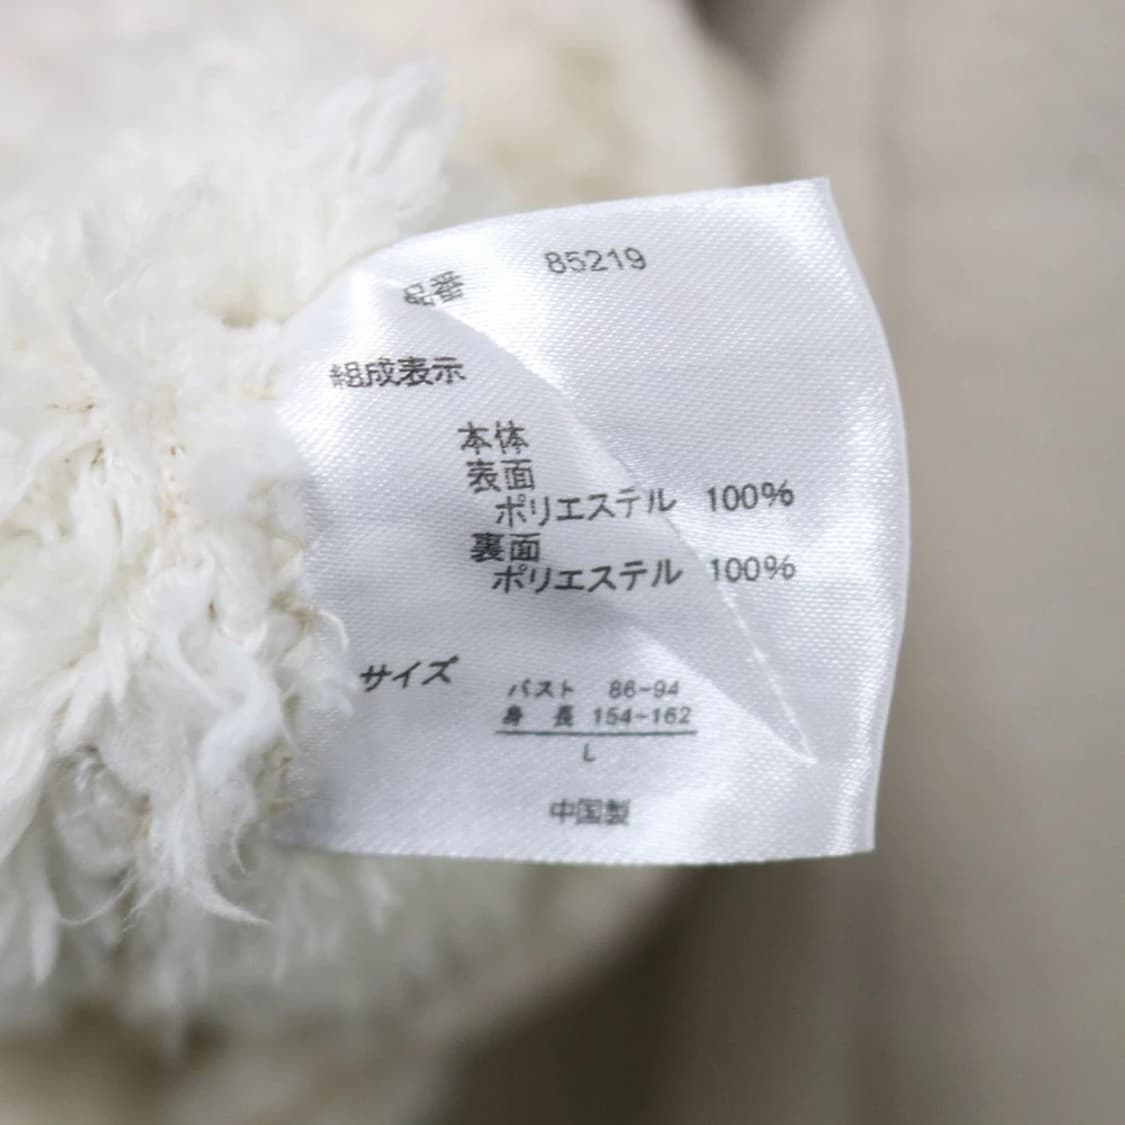 品番 85219
組成表示
本体
表面
ポリエステル 100%
裏面
ポリエステル 100%
サイズ
バスト 86-94
身 長 154-162
L
中国製